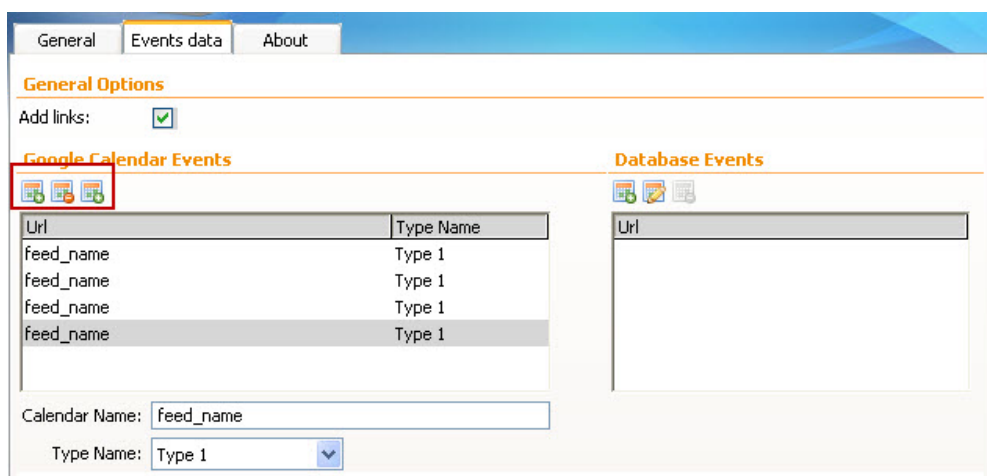 General Events data About
General Options
Add links:
Google Calendar Events
Url Type Name
feed_name Type 1
feed_name Type 1
feed_name Type 1
feed_name Type 1
Calendar Name: feed_name
Type Name: Type 1
Database Events
Url